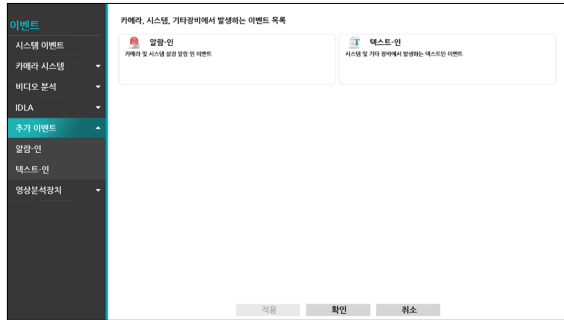 이벤트
시스템 이벤트
카메라 시스템
비디오 분석
IDLA
추가 이벤트
알람-인
텍스트-인
영상분석장치
카메라, 시스템, 기타장비에서 발생하는 이벤트 목록
알람-인
카메라 및 시스템 설정 알람 인 이벤트
텍스트-인
시스템 및 기타 장비에서 발생하는 텍스트인 이벤트
적용
확인
취소